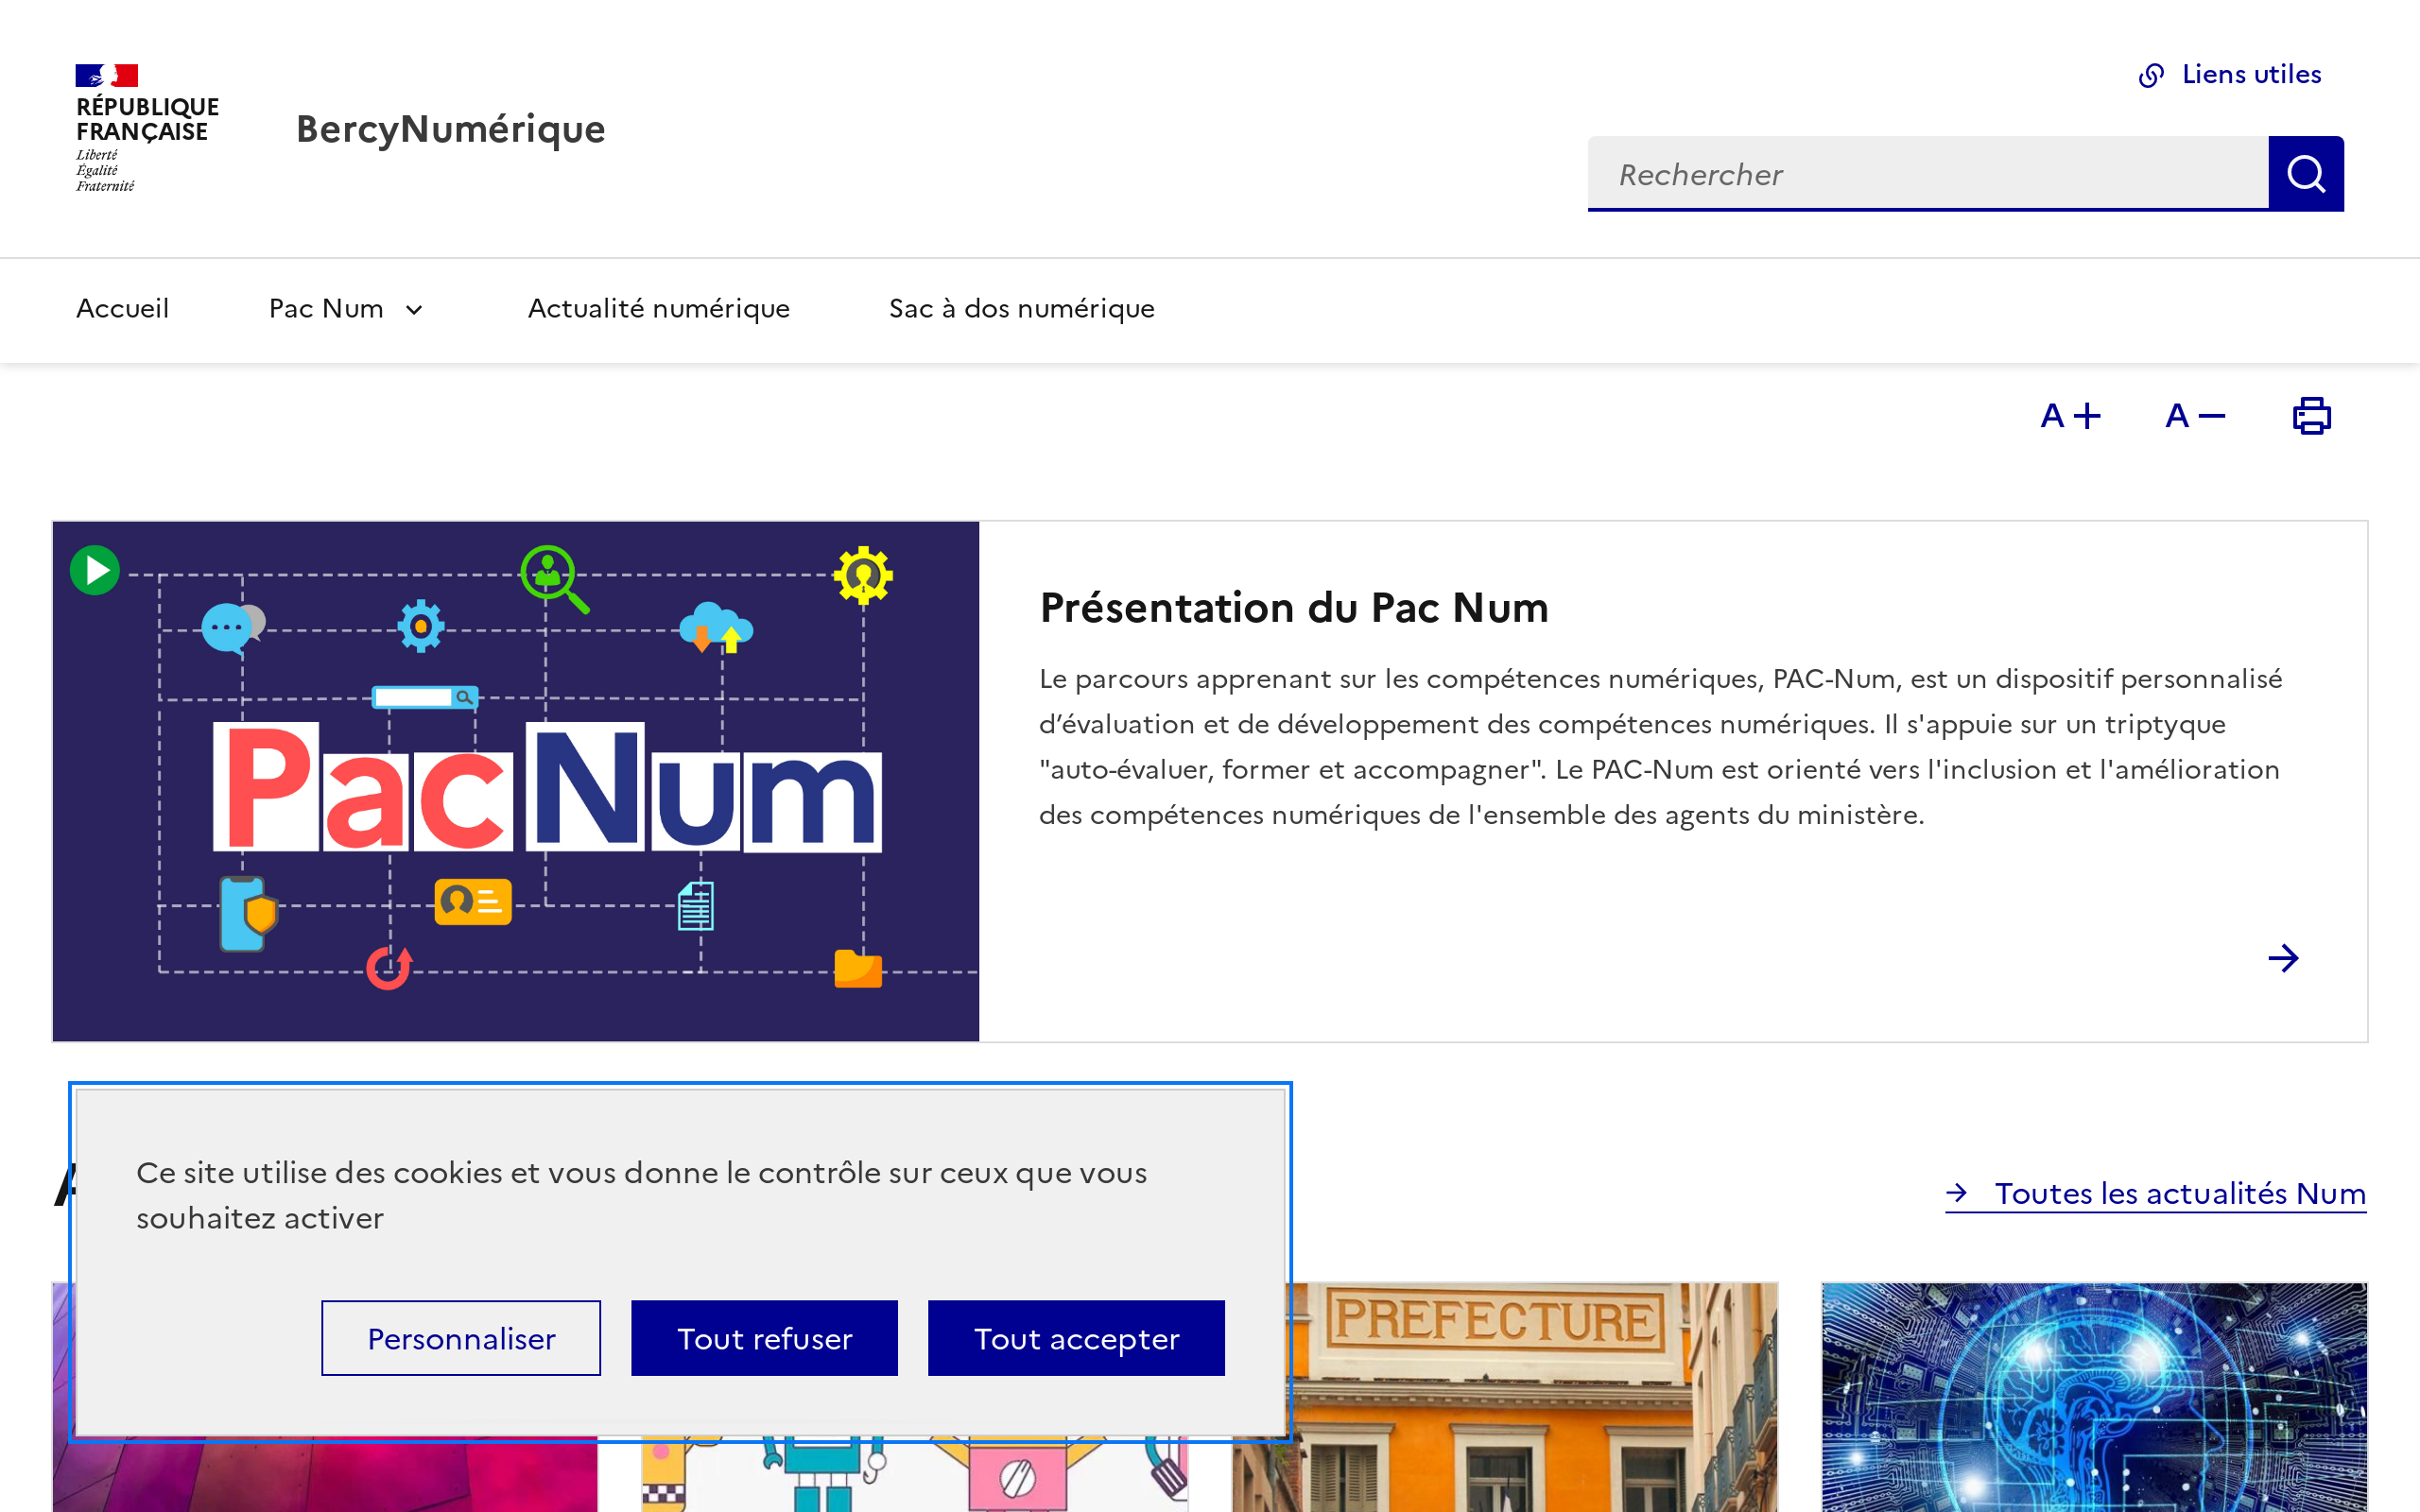 RÉPUBLIQUE
FRANÇAISE
Liberté
Égalité
Fraternité
BercyNumérique
Liens utiles
Rechercher
Accueil
Pac Num
Actualité numérique
Sac à dos numérique
A+
A−
Pac Num
Présentation du Pac Num
Le parcours apprenant sur les compétences numériques, PAC-Num, est un dispositif personnalisé
d’évaluation et de développement des compétences numériques. Il s'appuie sur un triptyque
"auto-évaluer, former et accompagner". Le PAC-Num est orienté vers l'inclusion et l'amélioration
des compétences numériques de l'ensemble des agents du ministère.
Toutes les actualités Num
Ce site utilise des cookies et vous donne le contrôle sur ceux que vous
souhaitez activer
Personnaliser
Tout refuser
Tout accepter
PREFECTURE